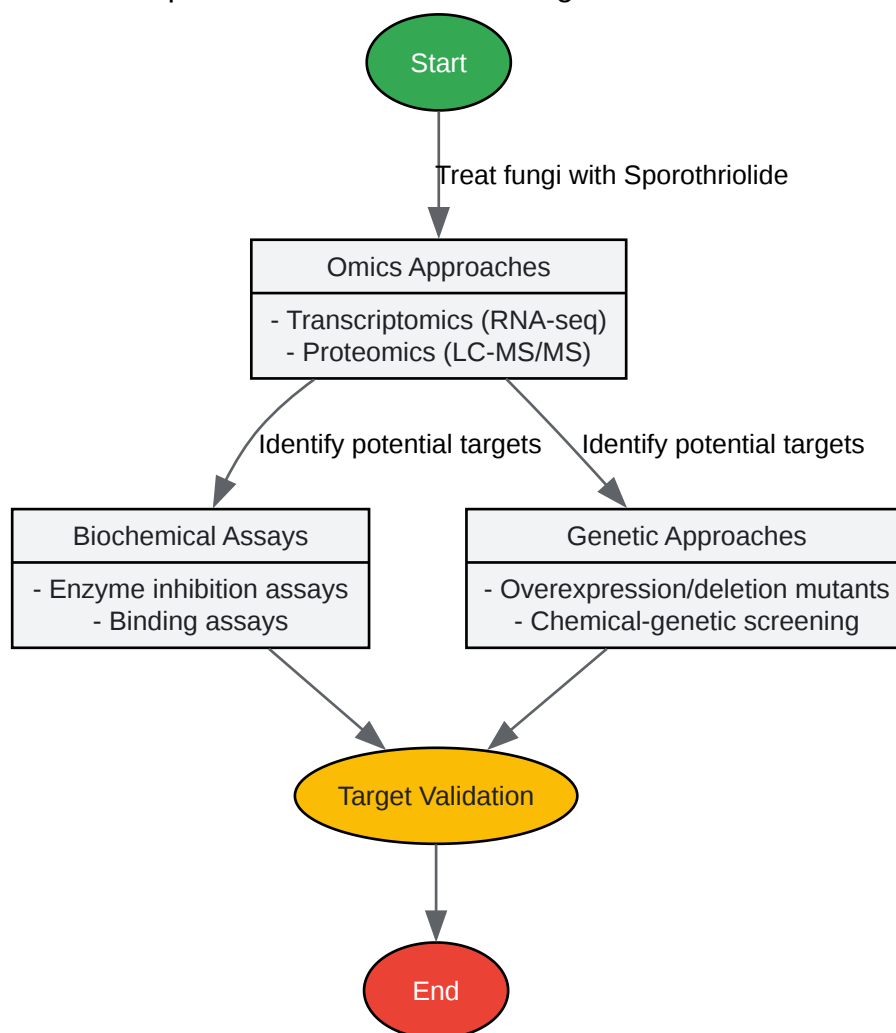 Start
Treat fungi with Sporothriolide
Omics Approaches
- Transcriptomics (RNA-seq)
- Proteomics (LC-MS/MS)
Identify potential targets
Identify potential targets
Biochemical Assays
- Enzyme inhibition assays
- Binding assays
Genetic Approaches
- Overexpression/deletion mutants
- Chemical-genetic screening
Target Validation
End